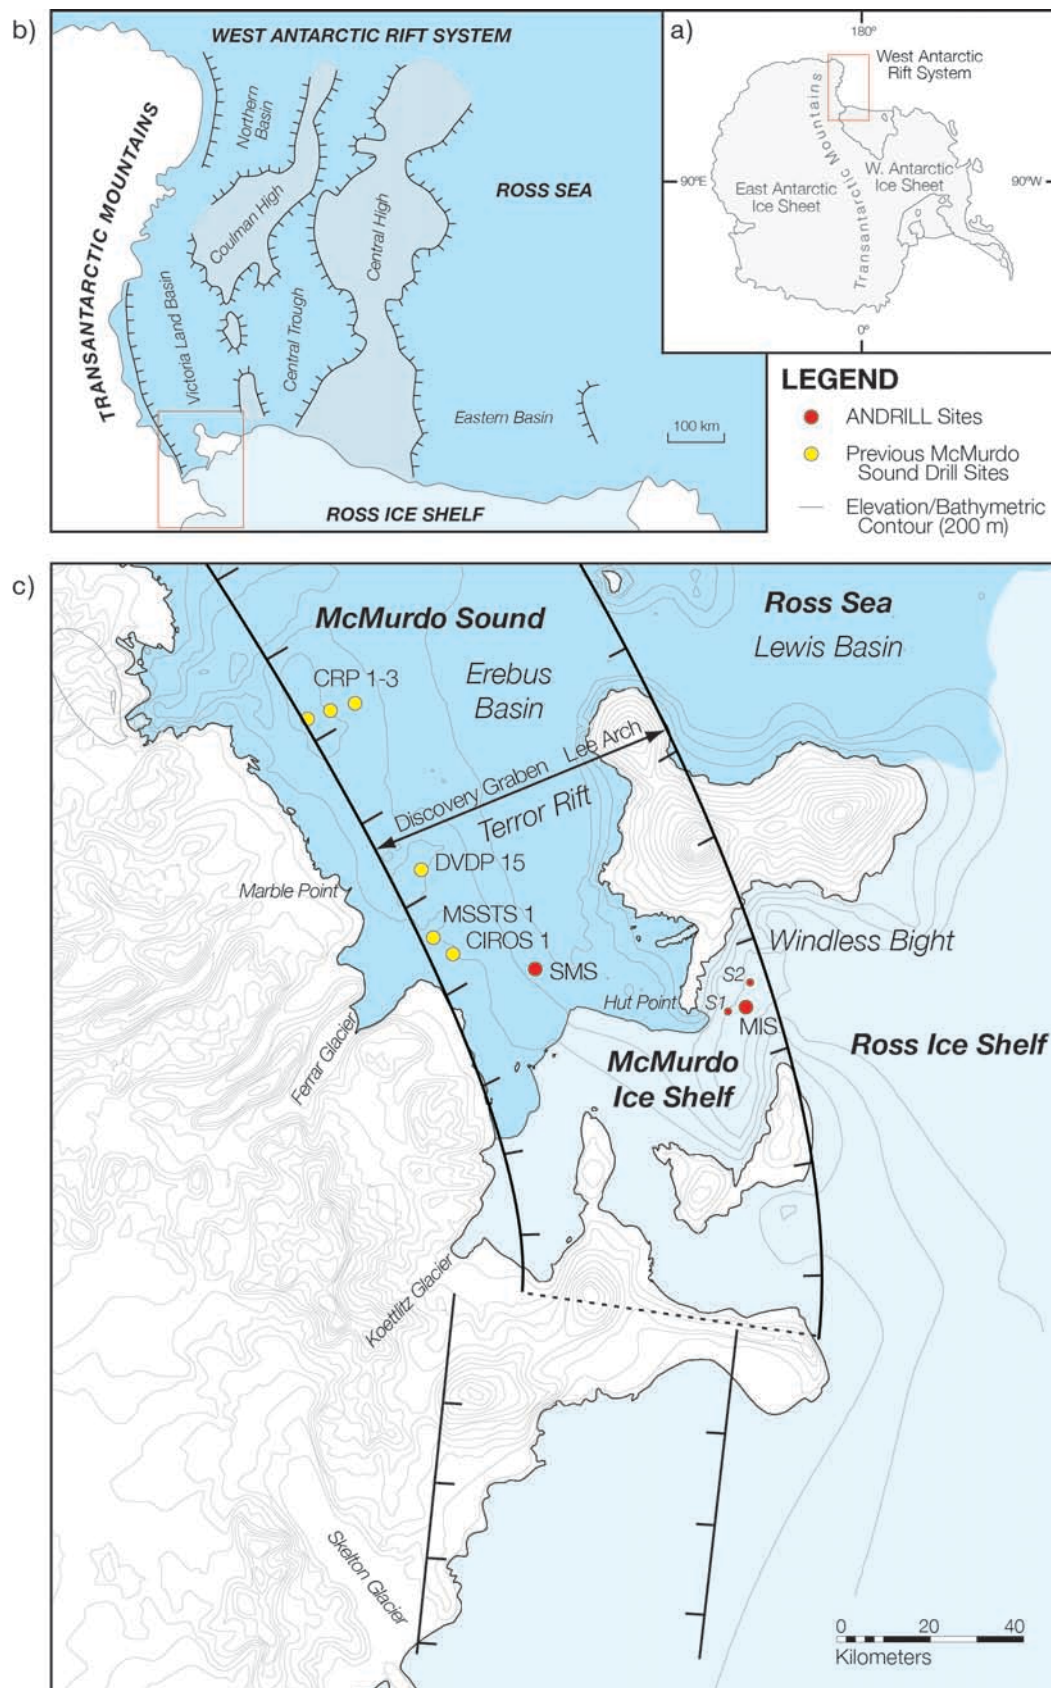 b)
WEST ANTARCTIC RIFT SYSTEM
TRANSANTARCTIC MOUNTAINS
Northern
Basin
Coulman High
Central High
ROSS SEA
Victoria Land Basin
Central Trough
Eastern Basin
100 km
ROSS ICE SHELF
a)
180º
West Antarctic
Rift System
Transantarctic Mountains
90ºE
East Antarctic
Ice Sheet
W. Antarctic
Ice Sheet
90ºW
0º
LEGEND
ANDRILL Sites
Previous McMurdo
Sound Drill Sites
Elevation/Bathymetric
Contour (200 m)
c)
McMurdo Sound
Ross Sea
Lewis Basin
CRP 1-3
Erebus
Basin
Discovery Graben Lee Arch
Terror Rift
DVDP 15
Marble Point
MSSTS 1
CIROS 1
SMS
Windless Bight
S2
Hut Point
S1
MIS
Ferrar Glacier
McMurdo
Ice Shelf
Ross Ice Shelf
Koettlitz Glacier
Skelton Glacier
0 20 40
Kilometers